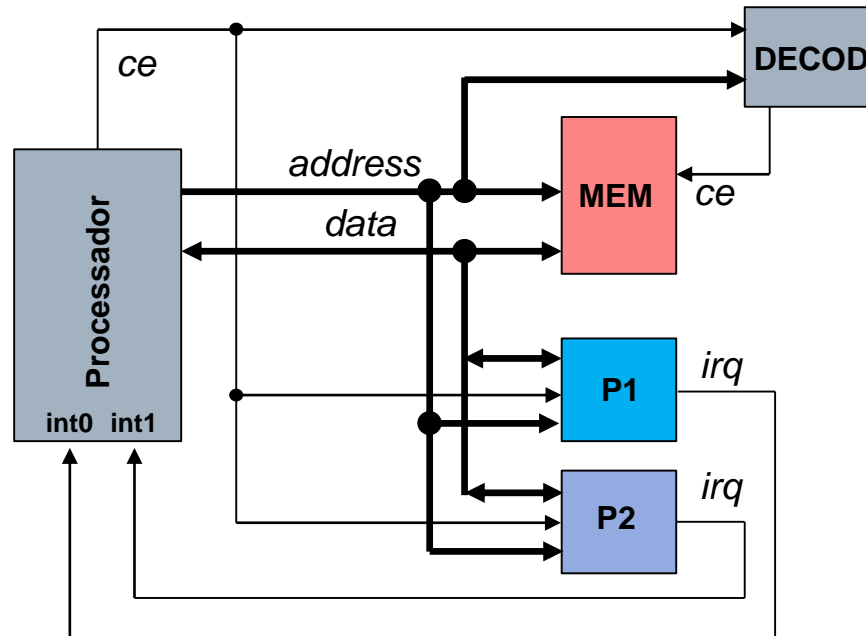 ce
DECOD
address
MEM
ce
data
Processador
P1
irq
int0 int1
P2
irq